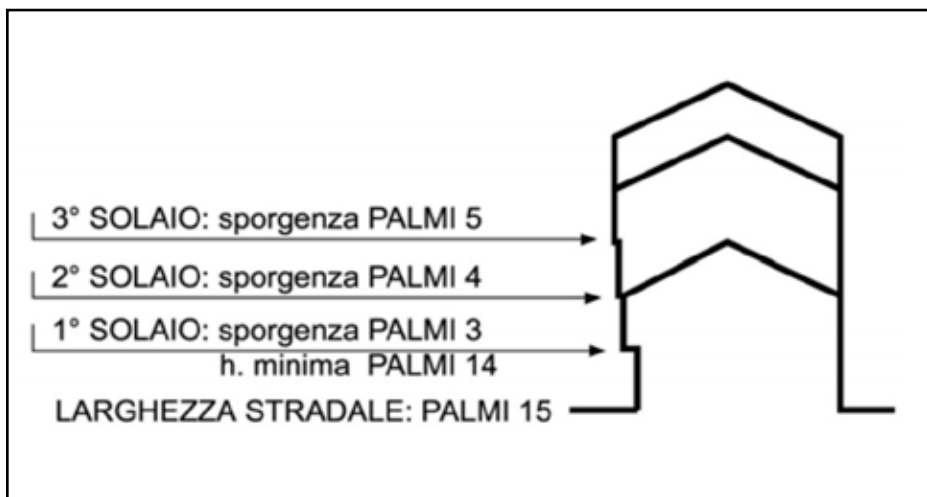 3° SOLAIO: sporgenza PALMI 5
2° SOLAIO: sporgenza PALMI 4
1° SOLAIO: sporgenza PALMI 3
h. minima PALMI 14
LARGHEZZA STRADALE: PALMI 15